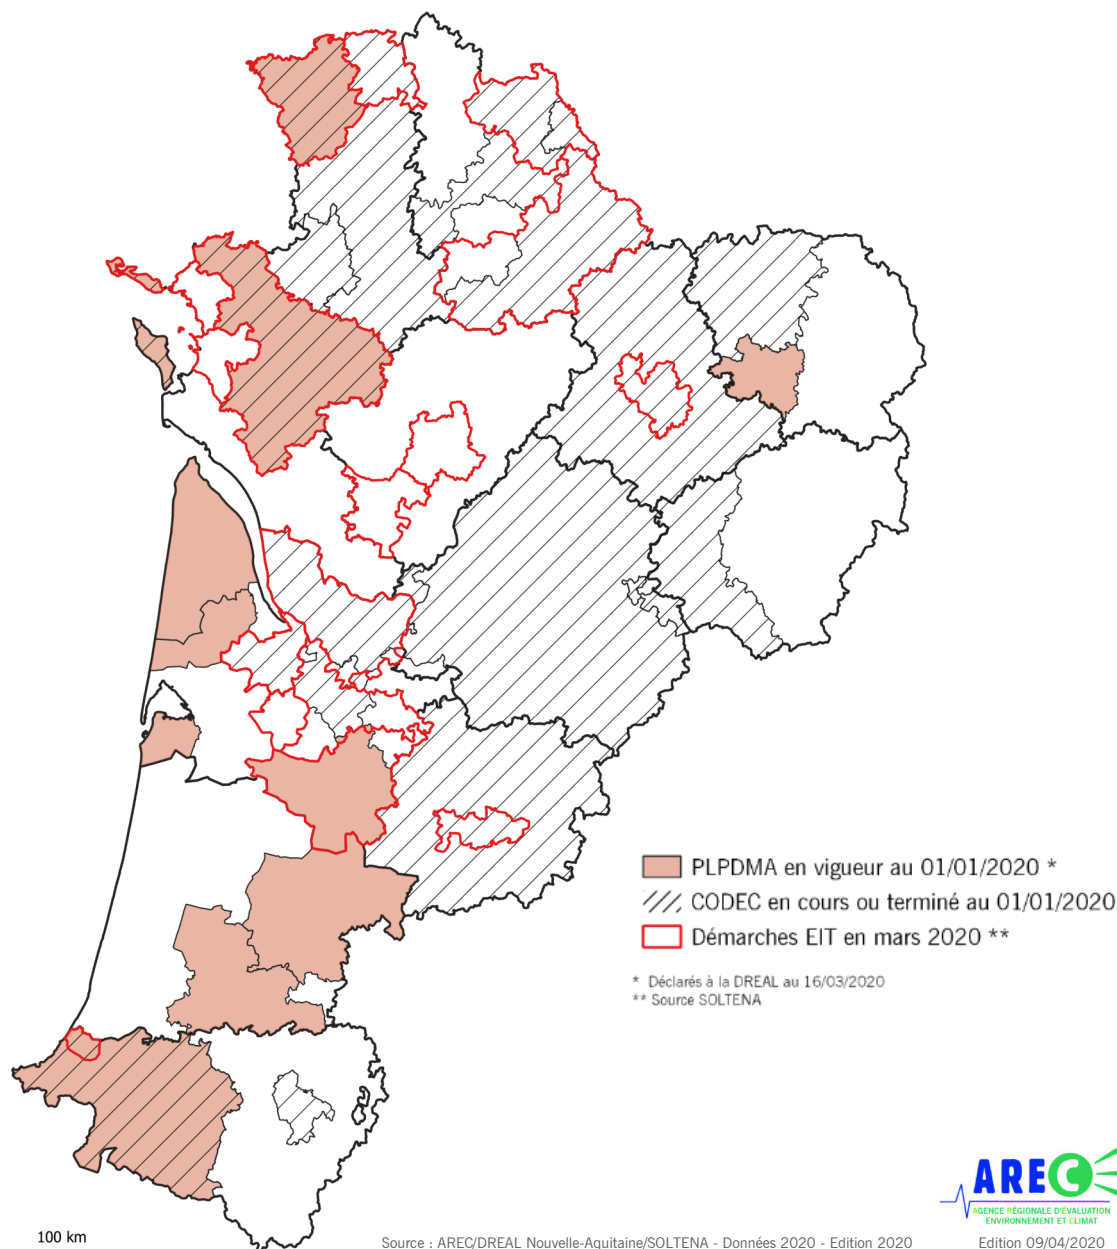 PLPDMA en vigueur au 01/01/2020 *
CODEC en cours ou terminé au 01/01/2020
Démarches EIT en mars 2020 **
* Déclarés à la DREAL au 16/03/2020
** Source SOLTENA
AREC
AGENCE RÉGIONALE D'ÉVALUATION
ENVIRONNEMENT ET CLIMAT
100 km
Source : AREC/DREAL Nouvelle-Aquitaine/SOLTENA - Données 2020 - Edition 2020
Edition 09/04/2020